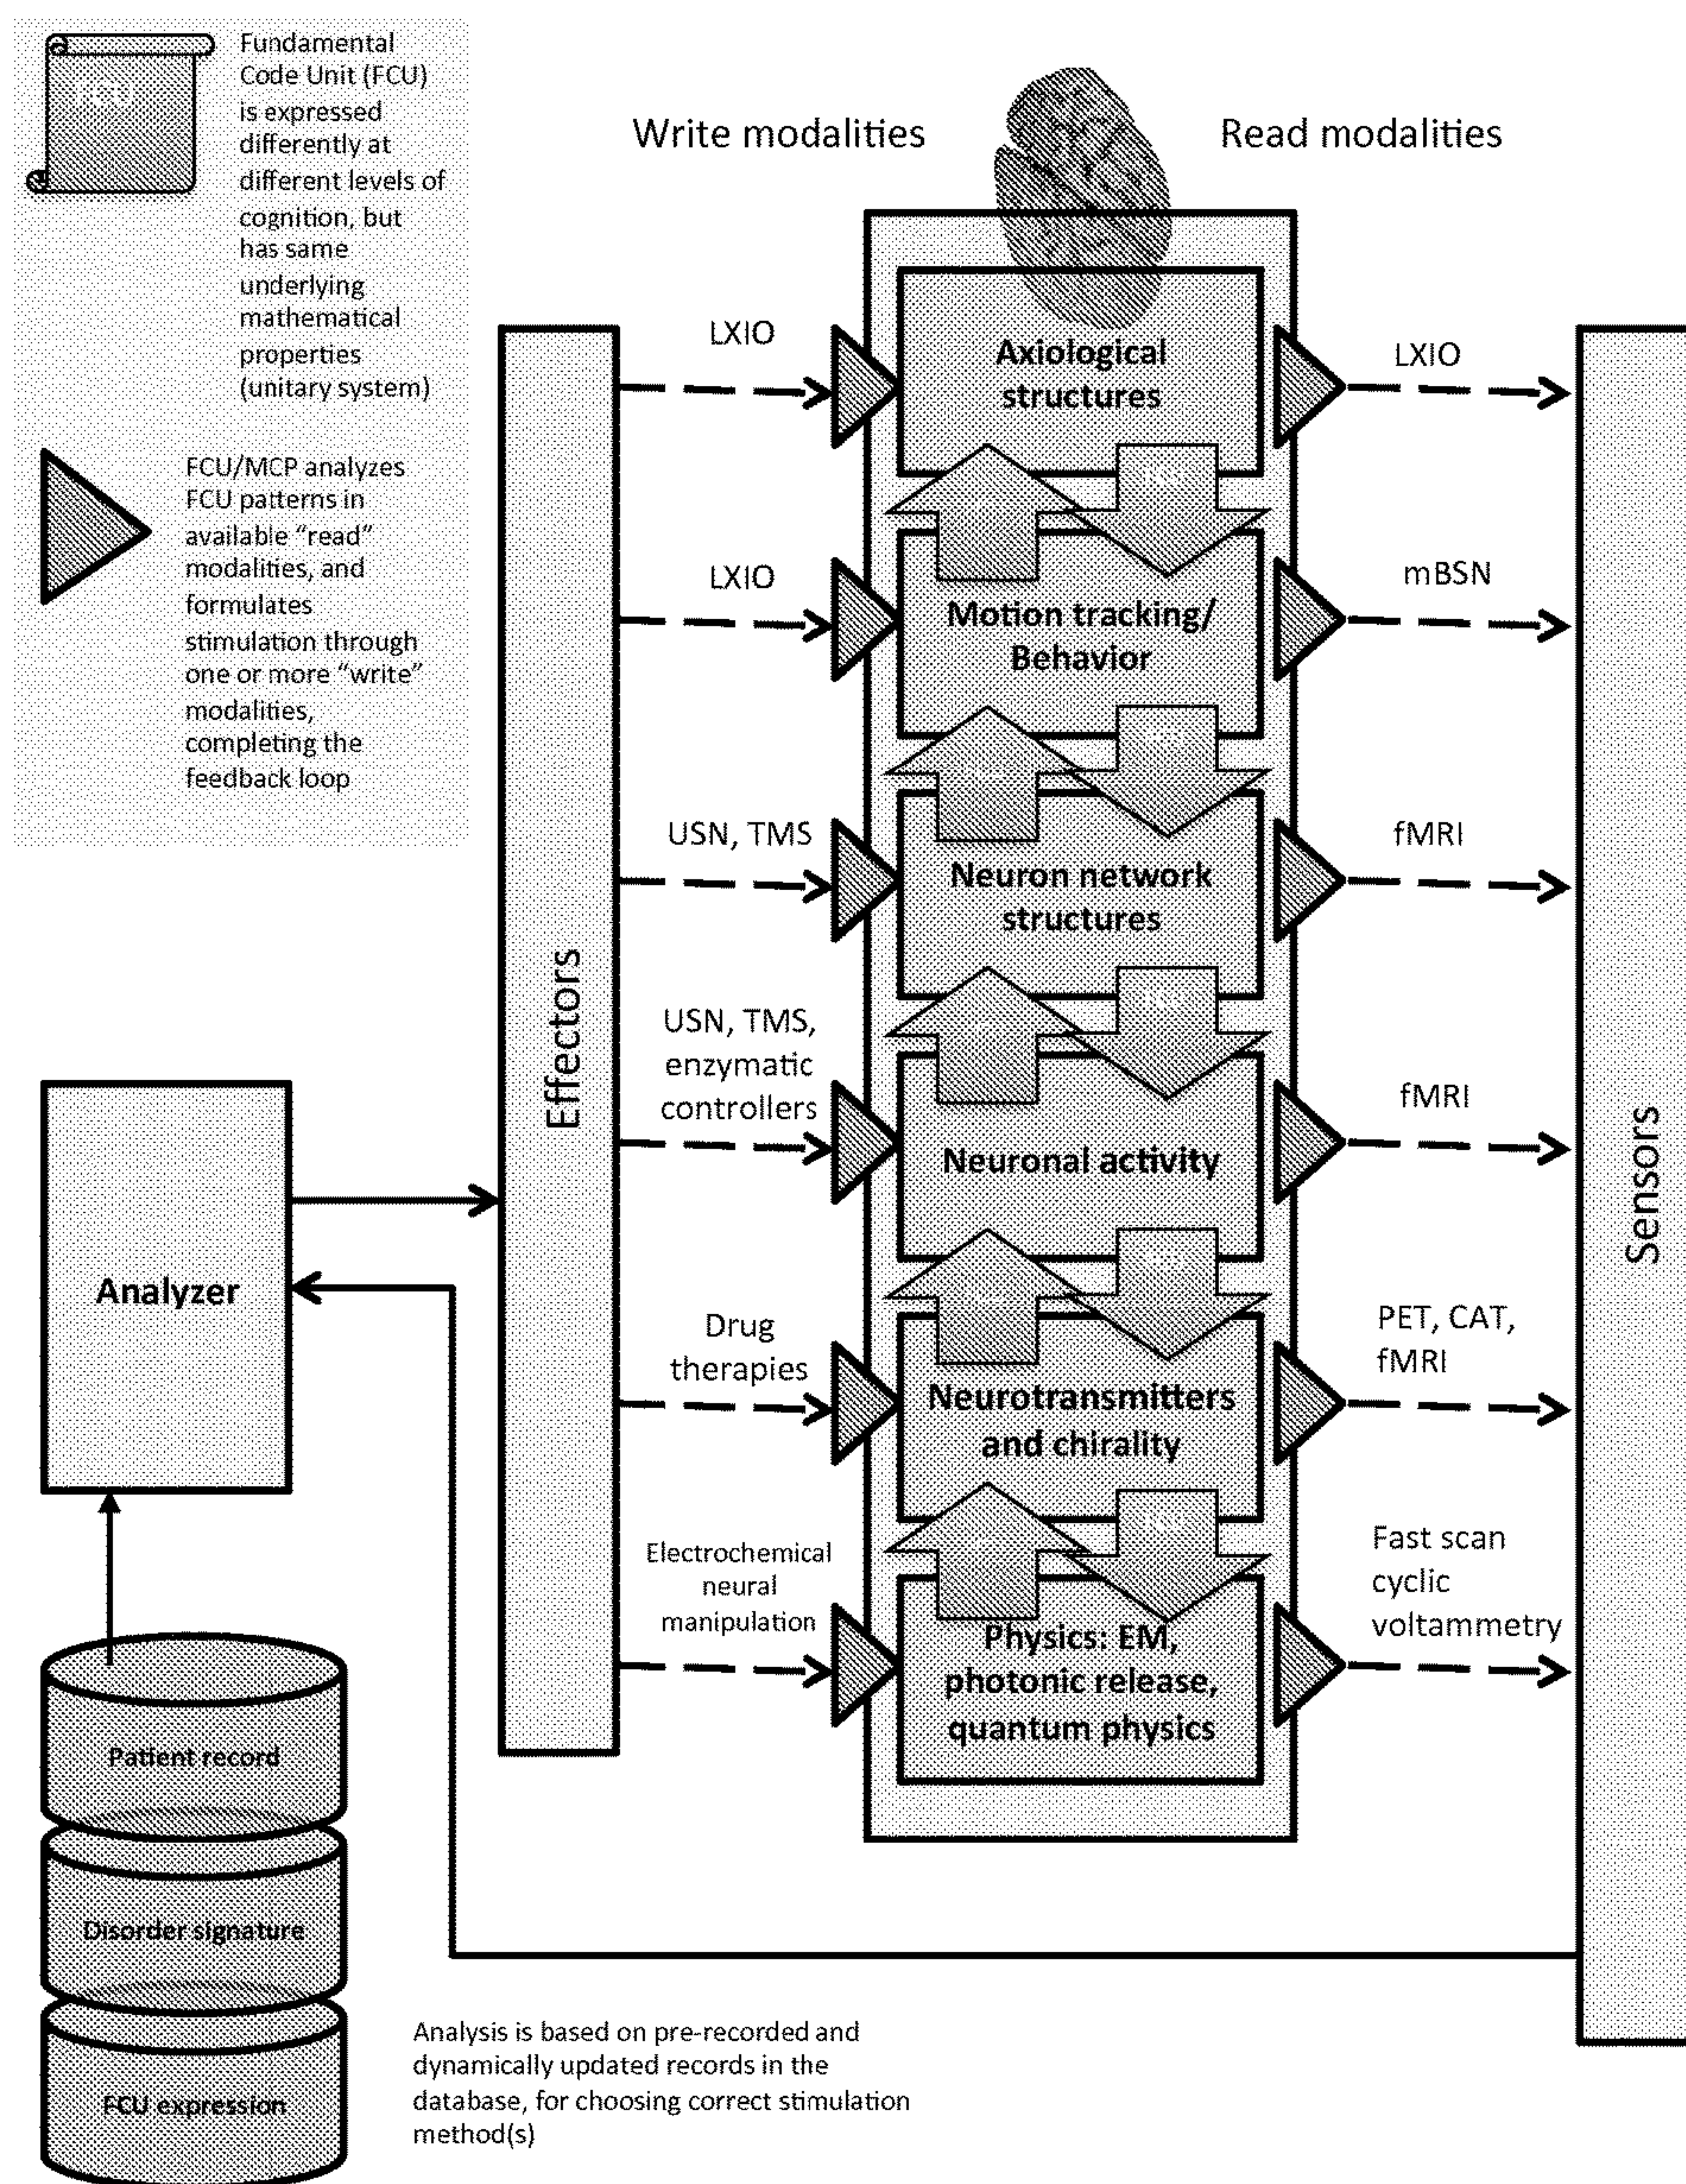 FCU
Fundamental
Code Unit (FCU)
is expressed
differently at
different levels of
cognition, but
has same
underlying
mathematical
properties
(unitary system)
FCU/MCP analyzes
FCU patterns in
available “read”
modalities, and
formulates
stimulation through
one or more “write”
modalities,
completing the
feedback loop
Write modalities
Read modalities
LXIO
Axiological
structures
LXIO
LXIO
Motion tracking/
Behavior
mBSN
USN, TMS
Neuron network
structures
fMRI
USN, TMS,
enzymatic
controllers
Neuronal activity
fMRI
Drug
therapies
Neurotransmitters
and chirality
PET, CAT,
fMRI
Electrochemical
neural
manipulation
Physics: EM,
photonic release,
quantum physics
Fast scan
cyclic
voltammetry
Effectors
Sensors
Analyzer
Patient record
Disorder signature
FCU expression
Analysis is based on pre-recorded and
dynamically updated records in the
database, for choosing correct stimulation
method(s)